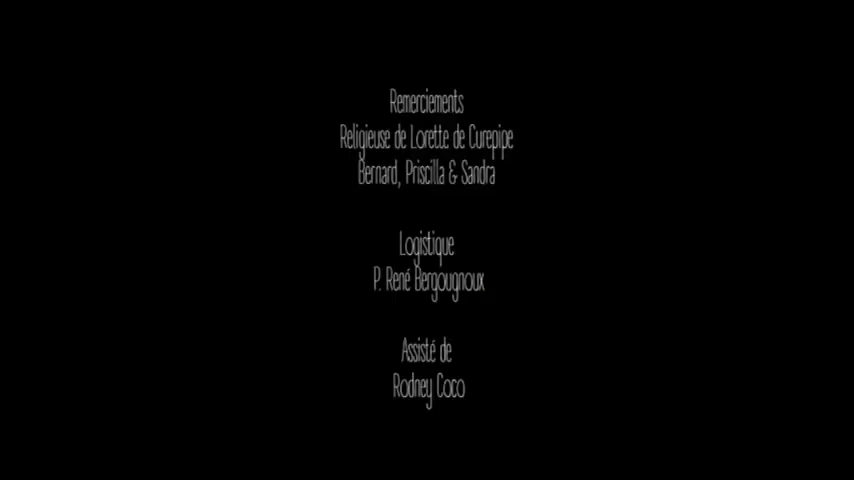 Remerciements
Religieuse de Lorette de Curepipe
Bernard, Priscilla & Sandra
Logistique
P. René Bergougnoux
Assisté de
Rodney Coco